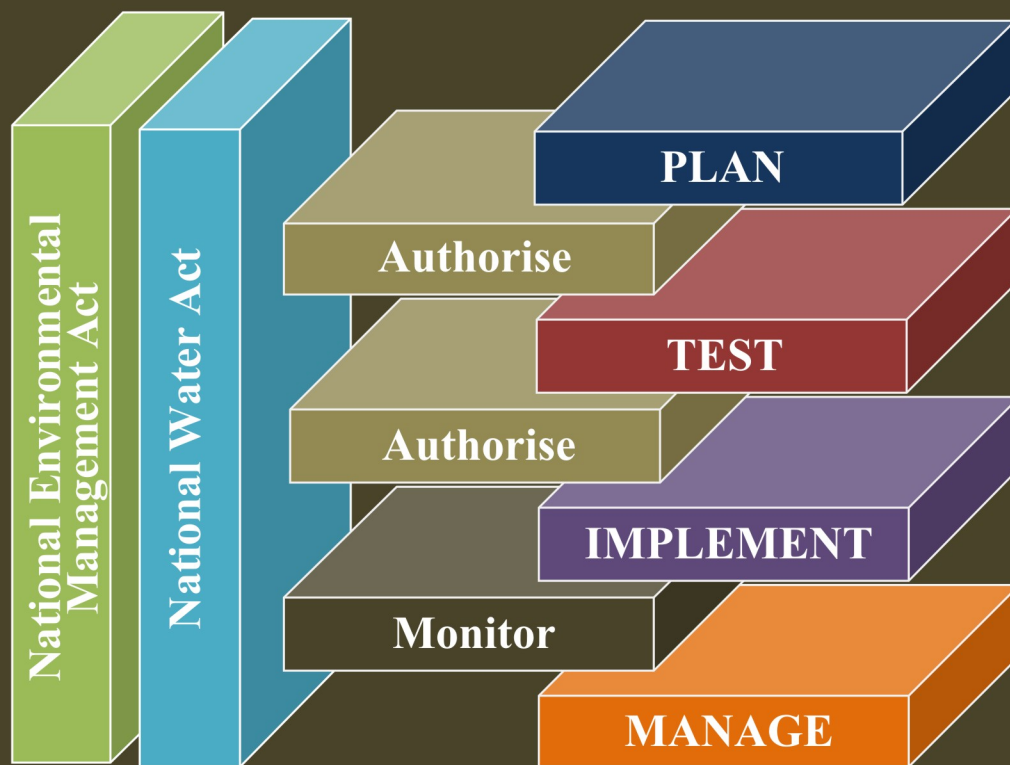 National Environmental
Management Act
National Water Act
PLAN
Authorise
TEST
Authorise
IMPLEMENT
Monitor
MANAGE